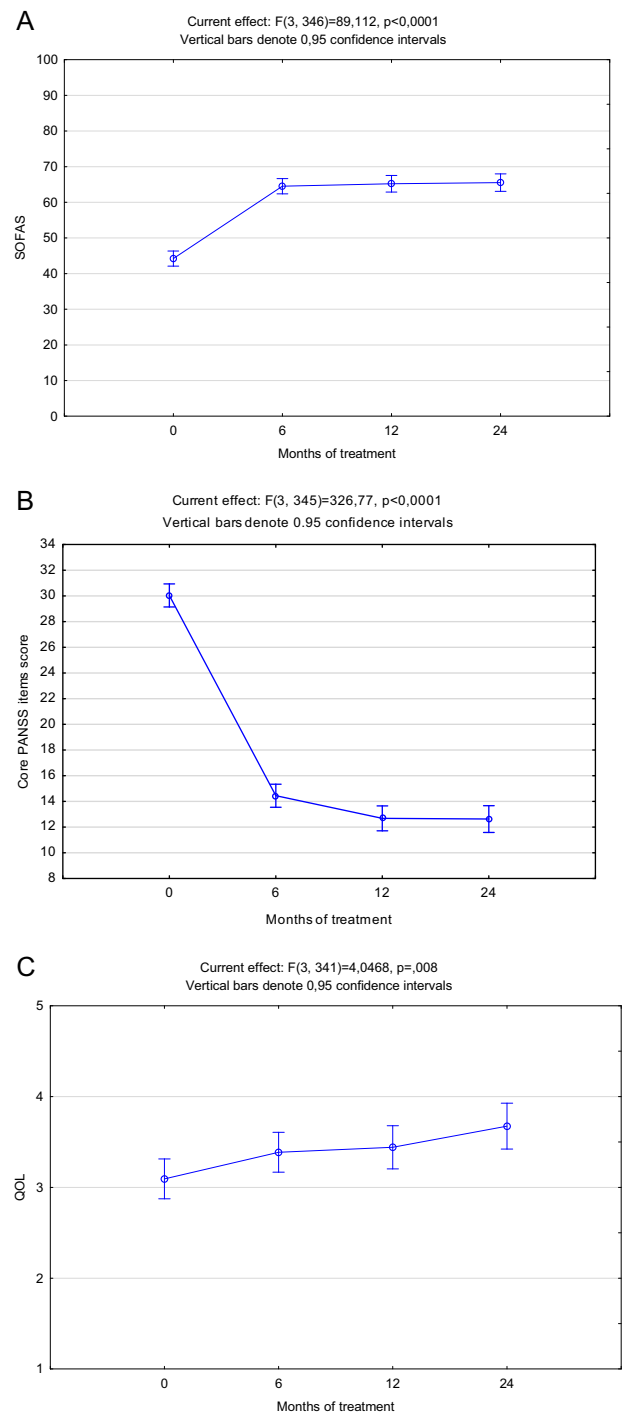 A
Current effect: F(3, 346)=89,112, p<0,0001
Vertical bars denote 0,95 confidence intervals
100
90
80
70
60
50
40
30
20
10
0
SOFAS
0 6 12 24
Months of treatment
B
Current effect: F(3, 345)=326,77, p<0,0001
Vertical bars denote 0.95 confidence intervals
34
32
30
28
26
24
22
20
18
16
14
12
10
8
Core PANSS items score
0 6 12 24
Months of treatment
C
Current effect: F(3, 341)=4,0468, p=,008
Vertical bars denote 0,95 confidence intervals
5
4
3
2
1
QOL
0 6 12 24
Months of treatment